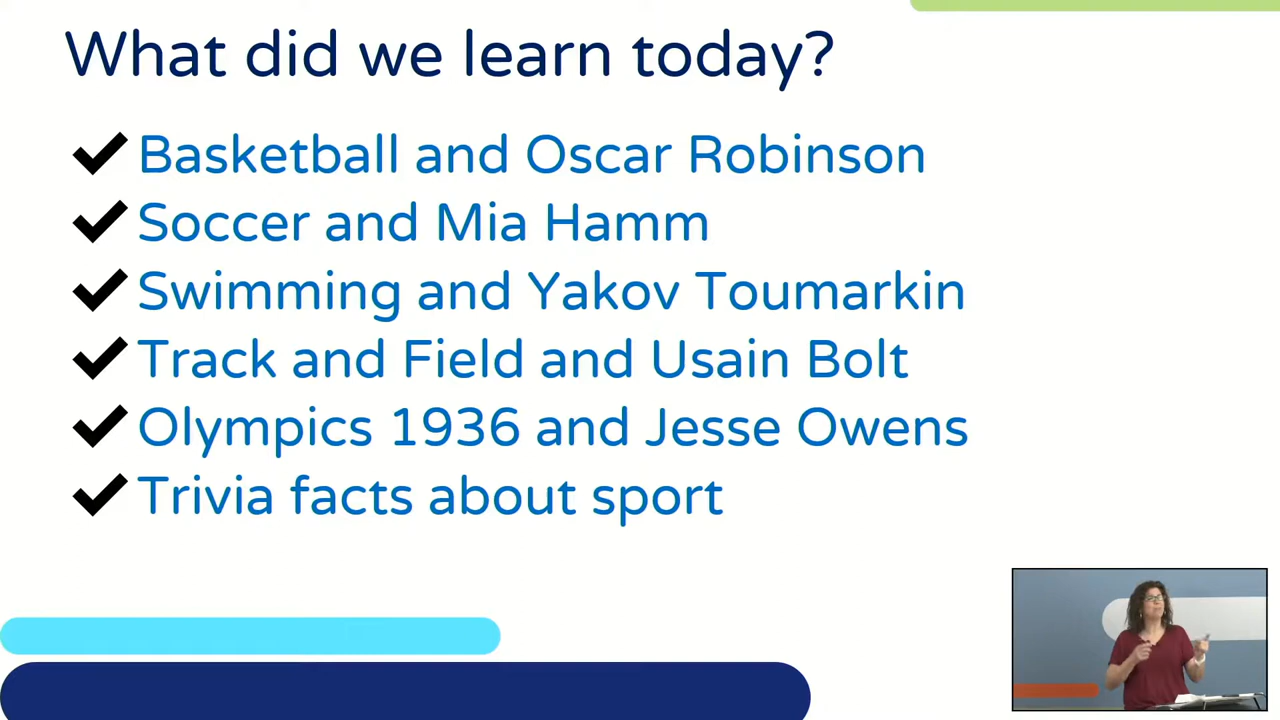 What did we learn today?
Basketball and Oscar Robinson
Soccer and Mia Hamm
Swimming and Yakov Toumarkin
Track and Field and Usain Bolt
Olympics 1936 and Jesse Owens
Trivia facts about sport